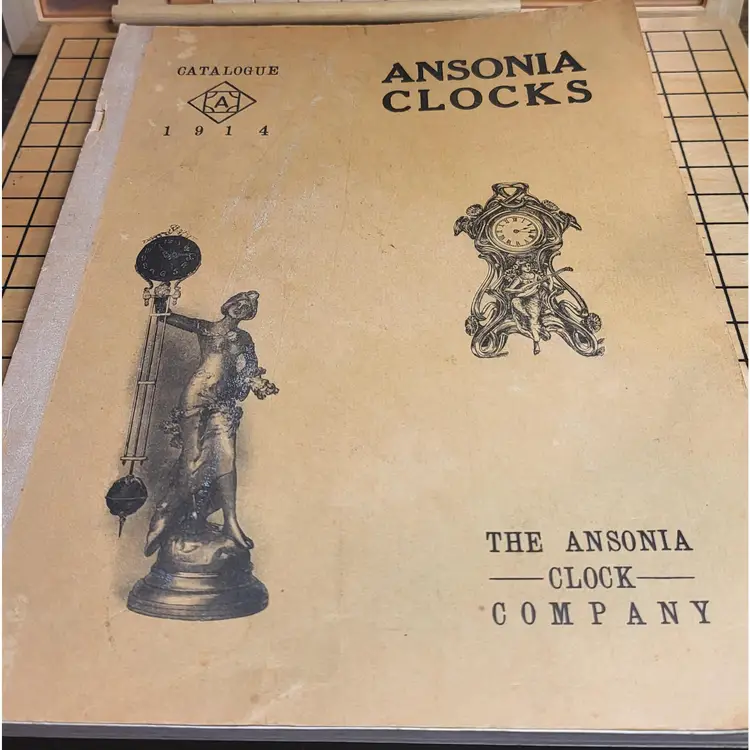 CATALOGUE
A
1914
ANSONIA
CLOCKS
THE ANSONIA
CLOCK
COMPANY